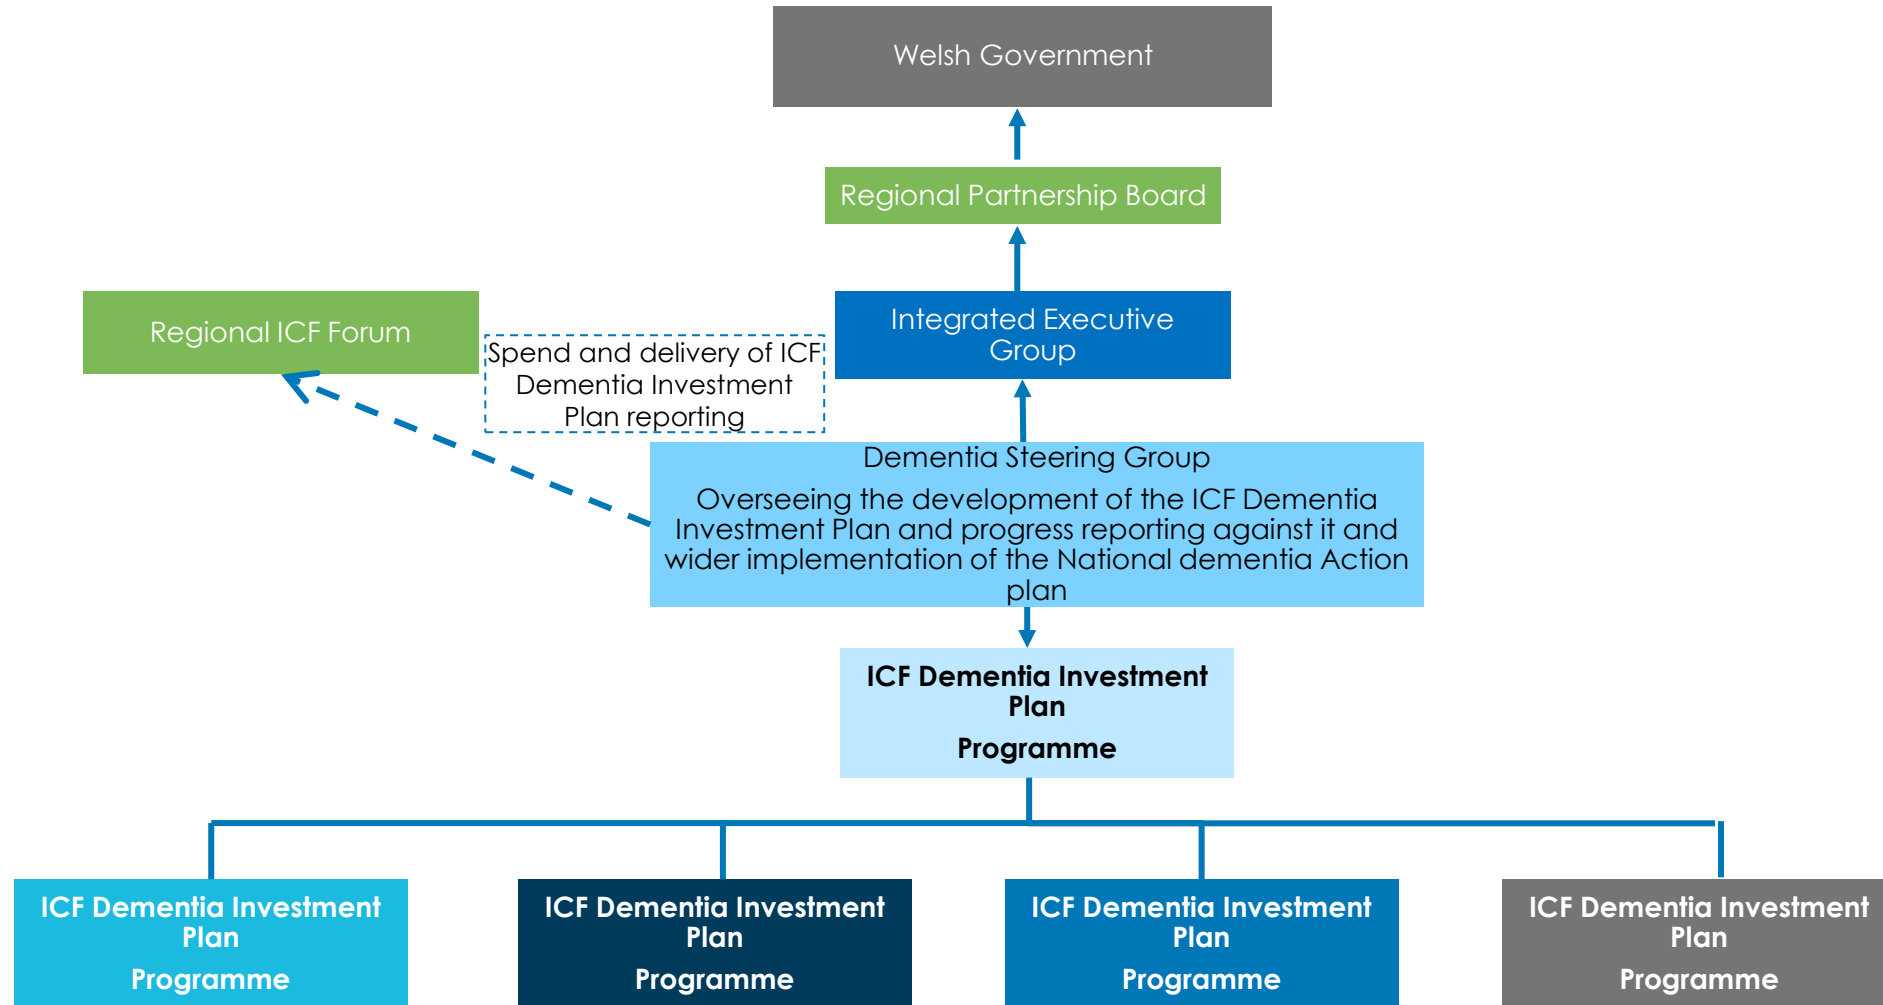 Welsh Government
Regional Partnership Board
Regional ICF Forum
Integrated Executive
Group
Spend and delivery of ICF
Dementia Investment
Plan reporting
Dementia Steering Group
Overseeing the development of the ICF Dementia
Investment Plan and progress reporting against it and
wider implementation of the National dementia Action
plan
ICF Dementia Investment
Plan
Programme
ICF Dementia Investment
Plan
Programme
ICF Dementia Investment
Plan
Programme
ICF Dementia Investment
Plan
Programme
ICF Dementia Investment
Plan
Programme